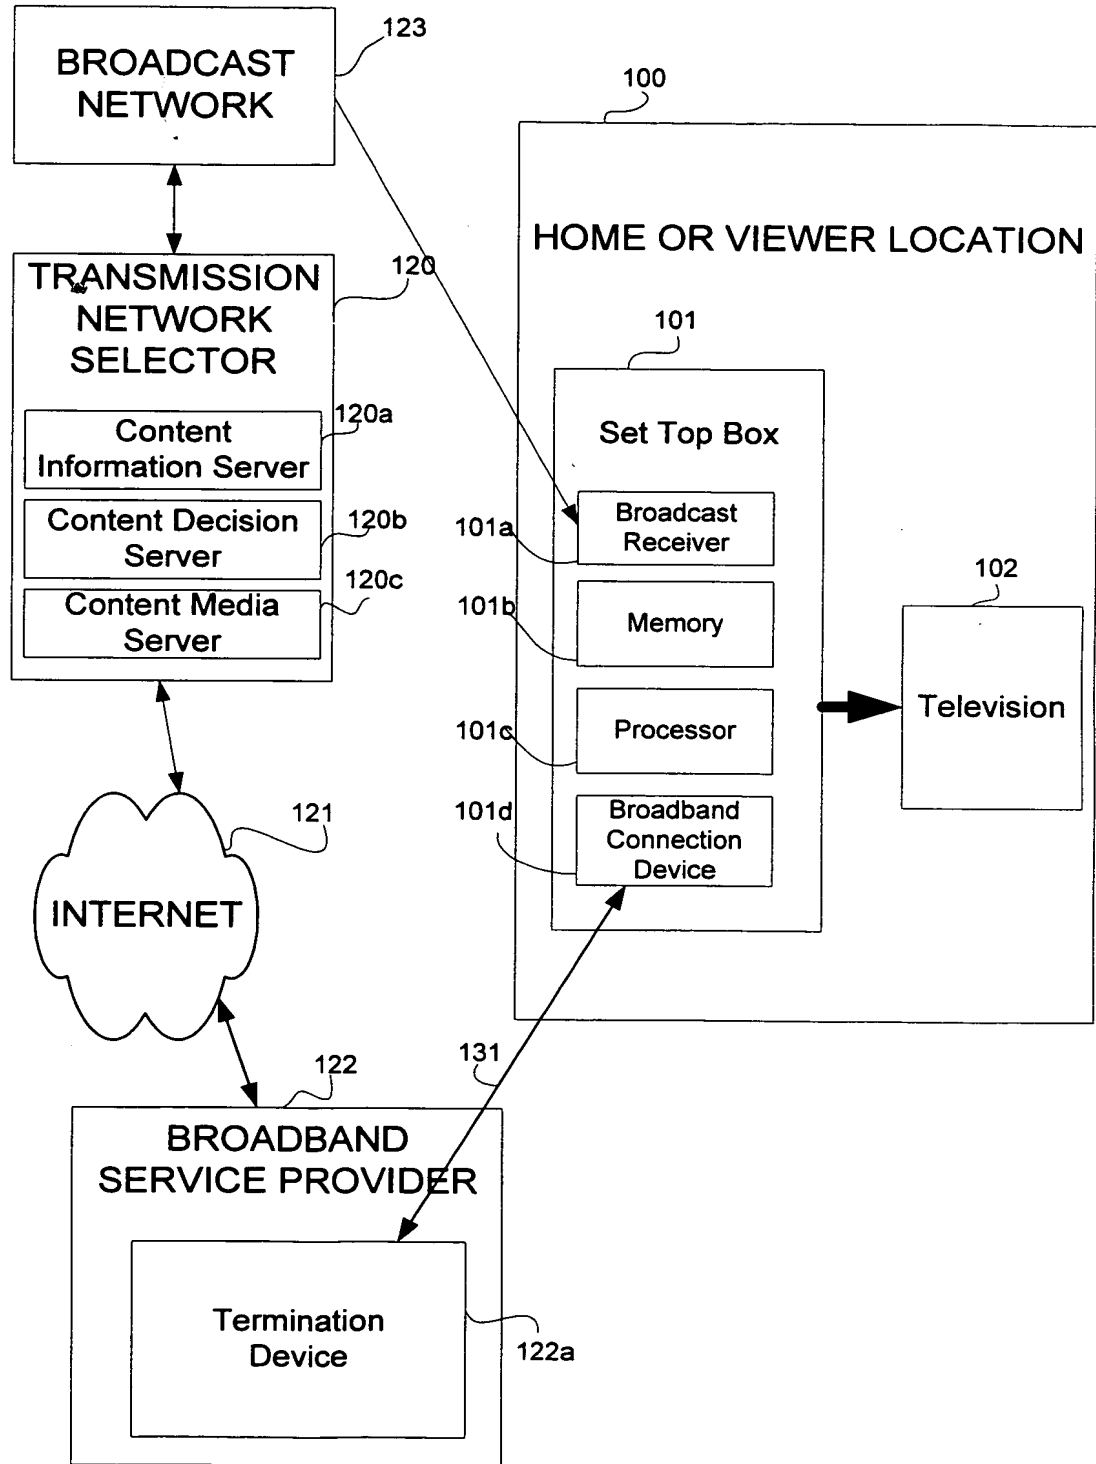 123
BROADCAST
NETWORK
100
HOME OR VIEWER LOCATION
TRANSMISSION
NETWORK
SELECTOR
120
120a
Content
Information Server
120b
Content Decision
Server
120c
Content Media
Server
101
Set Top Box
101a
Broadcast
Receiver
101b
Memory
101c
Processor
101d
Broadband
Connection
Device
102
Television
121
INTERNET
131
122
BROADBAND
SERVICE PROVIDER
Termination
Device
122a